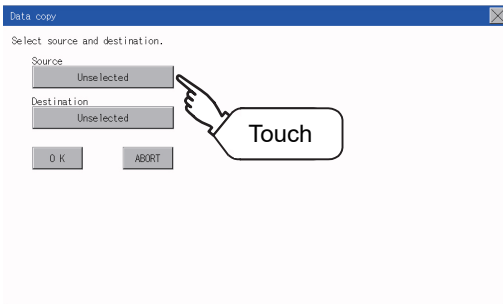 Data copy
Select source and destination.
Source
Unselected
Destination
Unselected
Touch
O K
ABORT